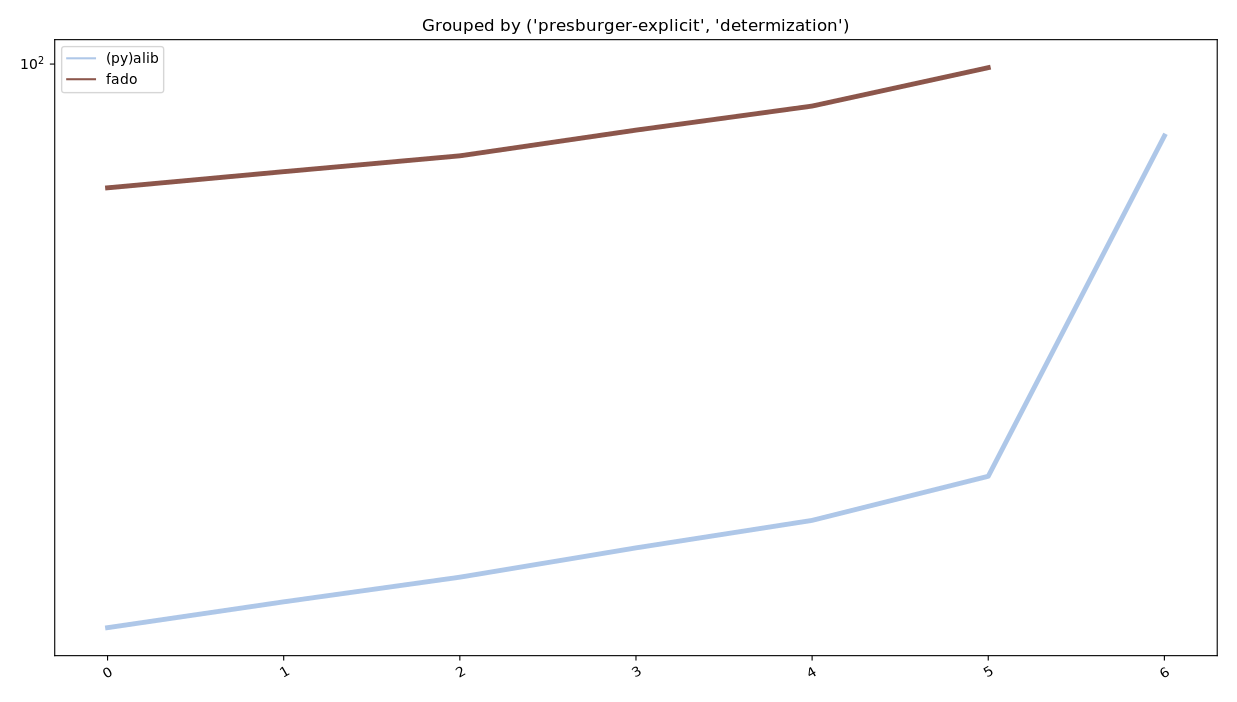 Grouped by ('presburger-explicit', 'determization')
10²
(py)alib
fado
0 1 2 3 4 5 6